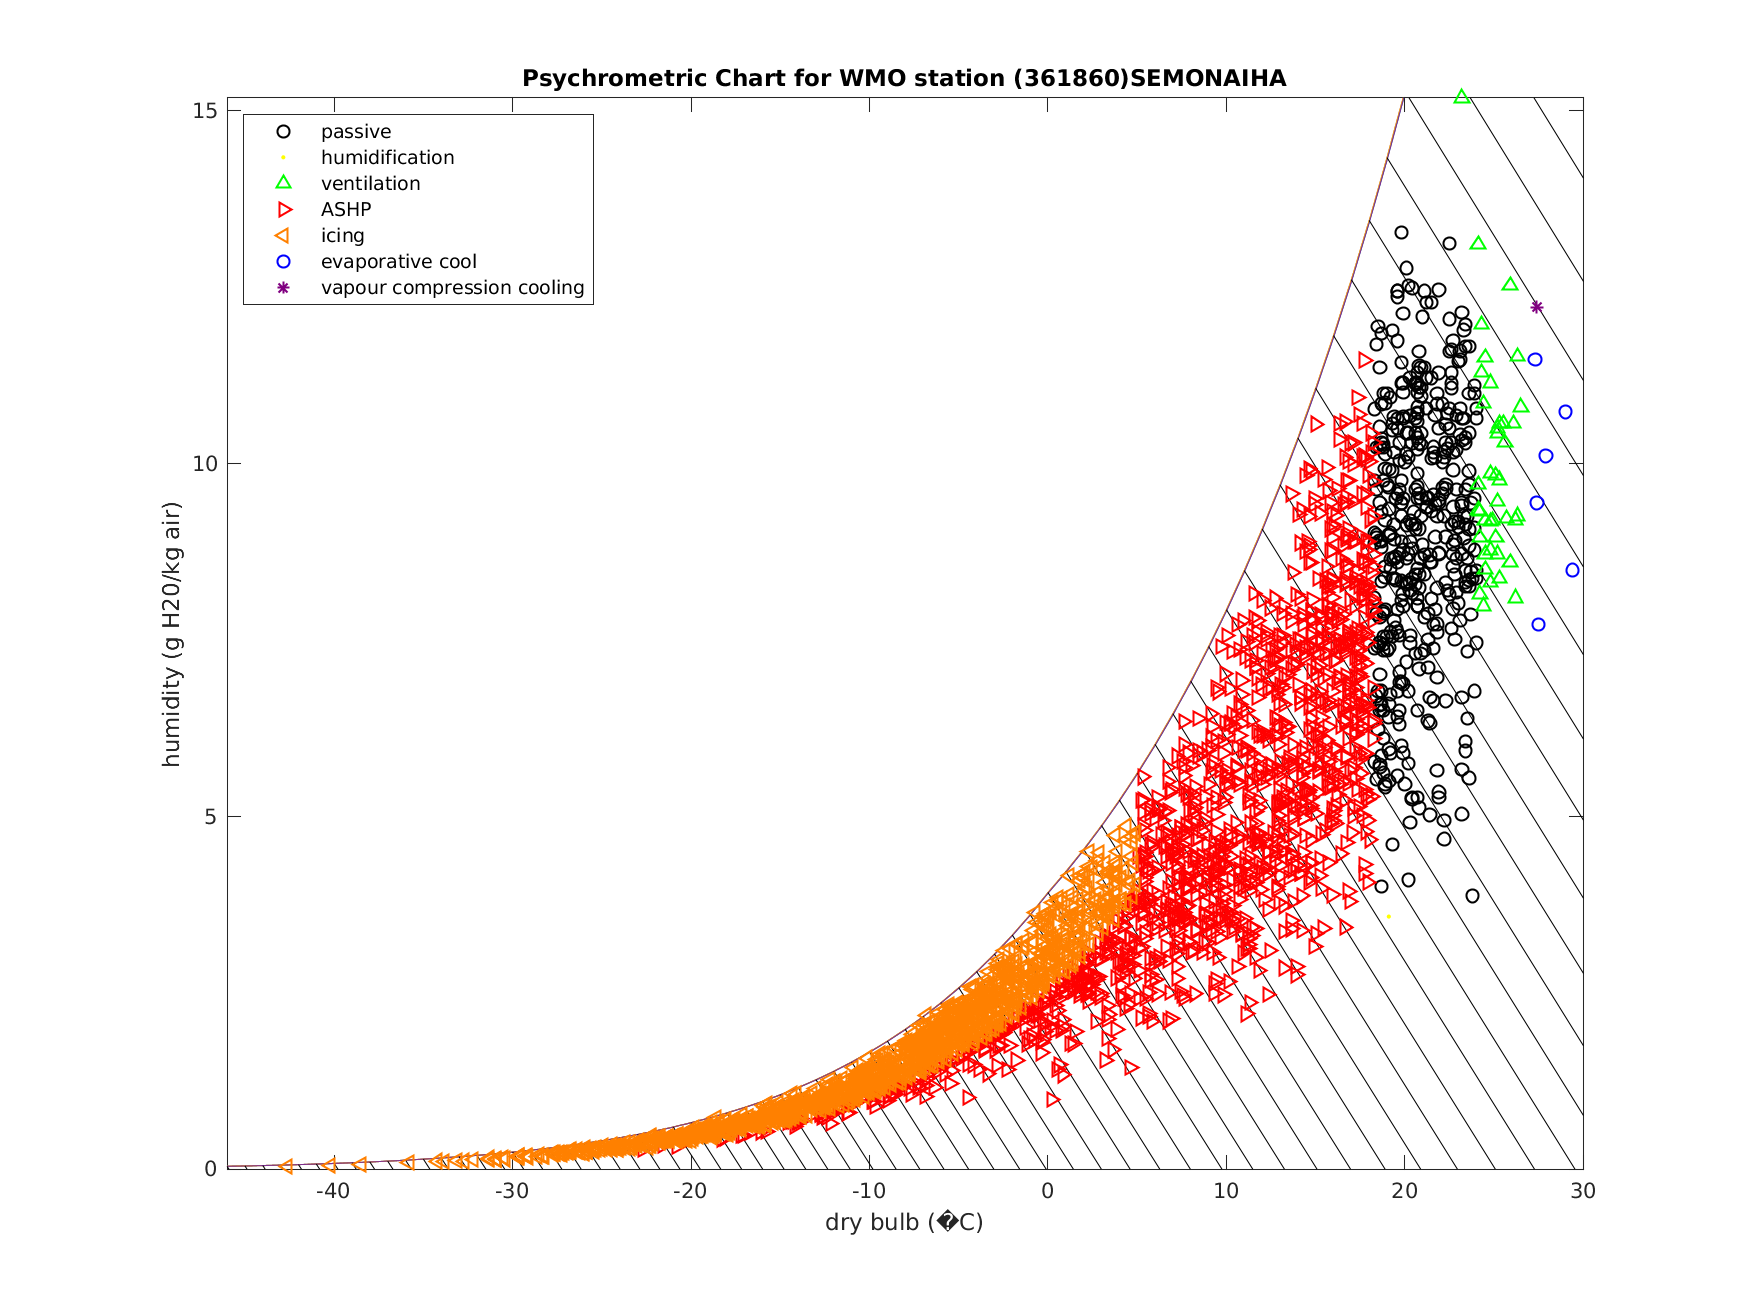 Psychrometric Chart for WMO station (361860)SEMONAIHA
passive
humidification
ventilation
ASHP
icing
evaporative cool
vapour compression cooling
humidity (g H20/kg air)
15
10
5
0
-40 -30 -20 -10 0 10 20 30
dry bulb (�C)